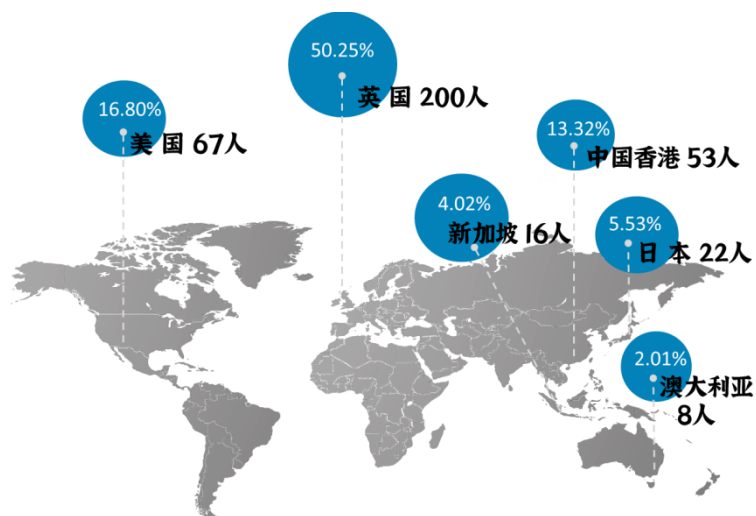 50.25%
英国 200人
16.80%
美国 67人
13.32%
中国香港 53人
4.02%
新加坡 16人
5.53%
日本 22人
2.01%
澳大利亚
8人